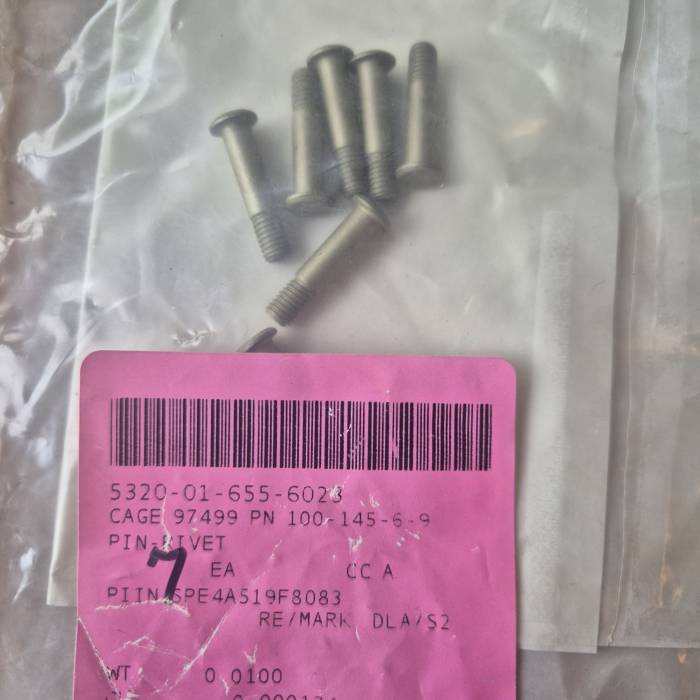 5320-01-655-6023
CAGE 97499 PN 100-145-6-9
PIN-RIVET
7 EA CC A
PIIN SPE4A519F8083
RE/MARK DLA/S2
WT 0.0100